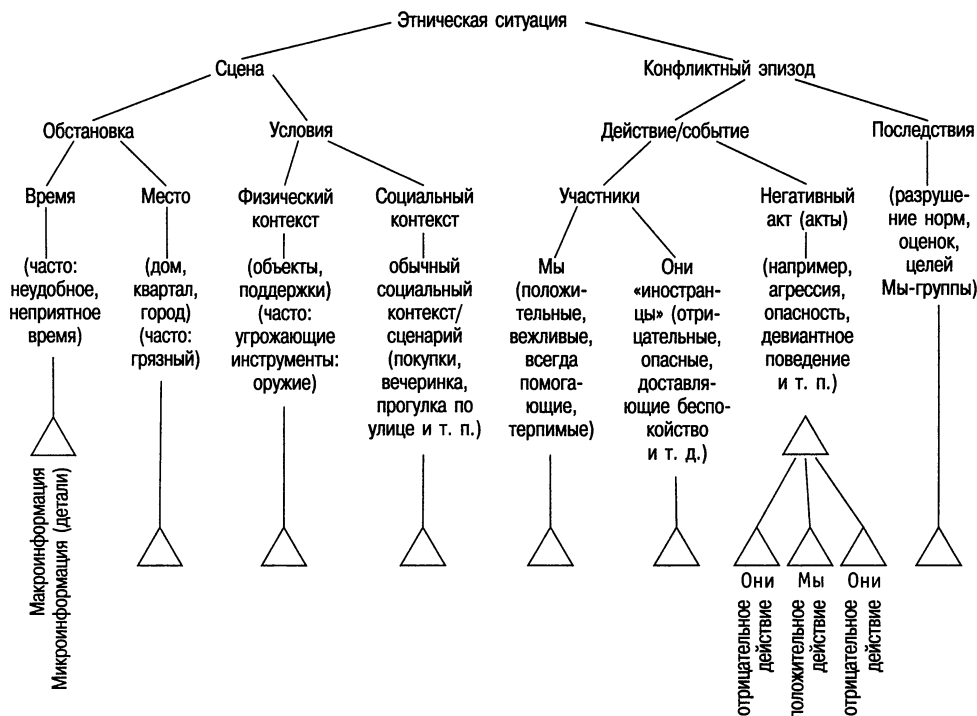 Этническая ситуация
Сцена
Конфликтный эпизод
Обстановка
Условия
Действие/событие
Последствия
Время
Место
Физический
контекст
Социальный
контекст
Участники
Негативный
акт (акты)
(разруше-
ние норм,
оценок,
целей
Мы-группы)
(часто:
неудобное,
неприятное
время)
(дом,
квартал,
город)
(часто:
грязный)
(объекты,
поддержки)
(часто:
угрожающие
инструменты:
оружие)
обычный
социальный
контекст/
сценарий
(покупки,
вечеринка,
прогулка по
улице и т. п.)
Мы
(положи-
тельные,
вежливые,
всегда
помога-
ющие,
терпимые)
Они
«иностран-
цы» (отри-
цательные,
опасные,
доставля-
ющие беспо-
койство
и т. д.)
(например,
агрессия,
опасность,
девиантное
поведение
и т. п.)
Макроинформация
Микроинформация (детали)
Они
отрицательное
действие
Мы
положительное
действие
Они
отрицательное
действие